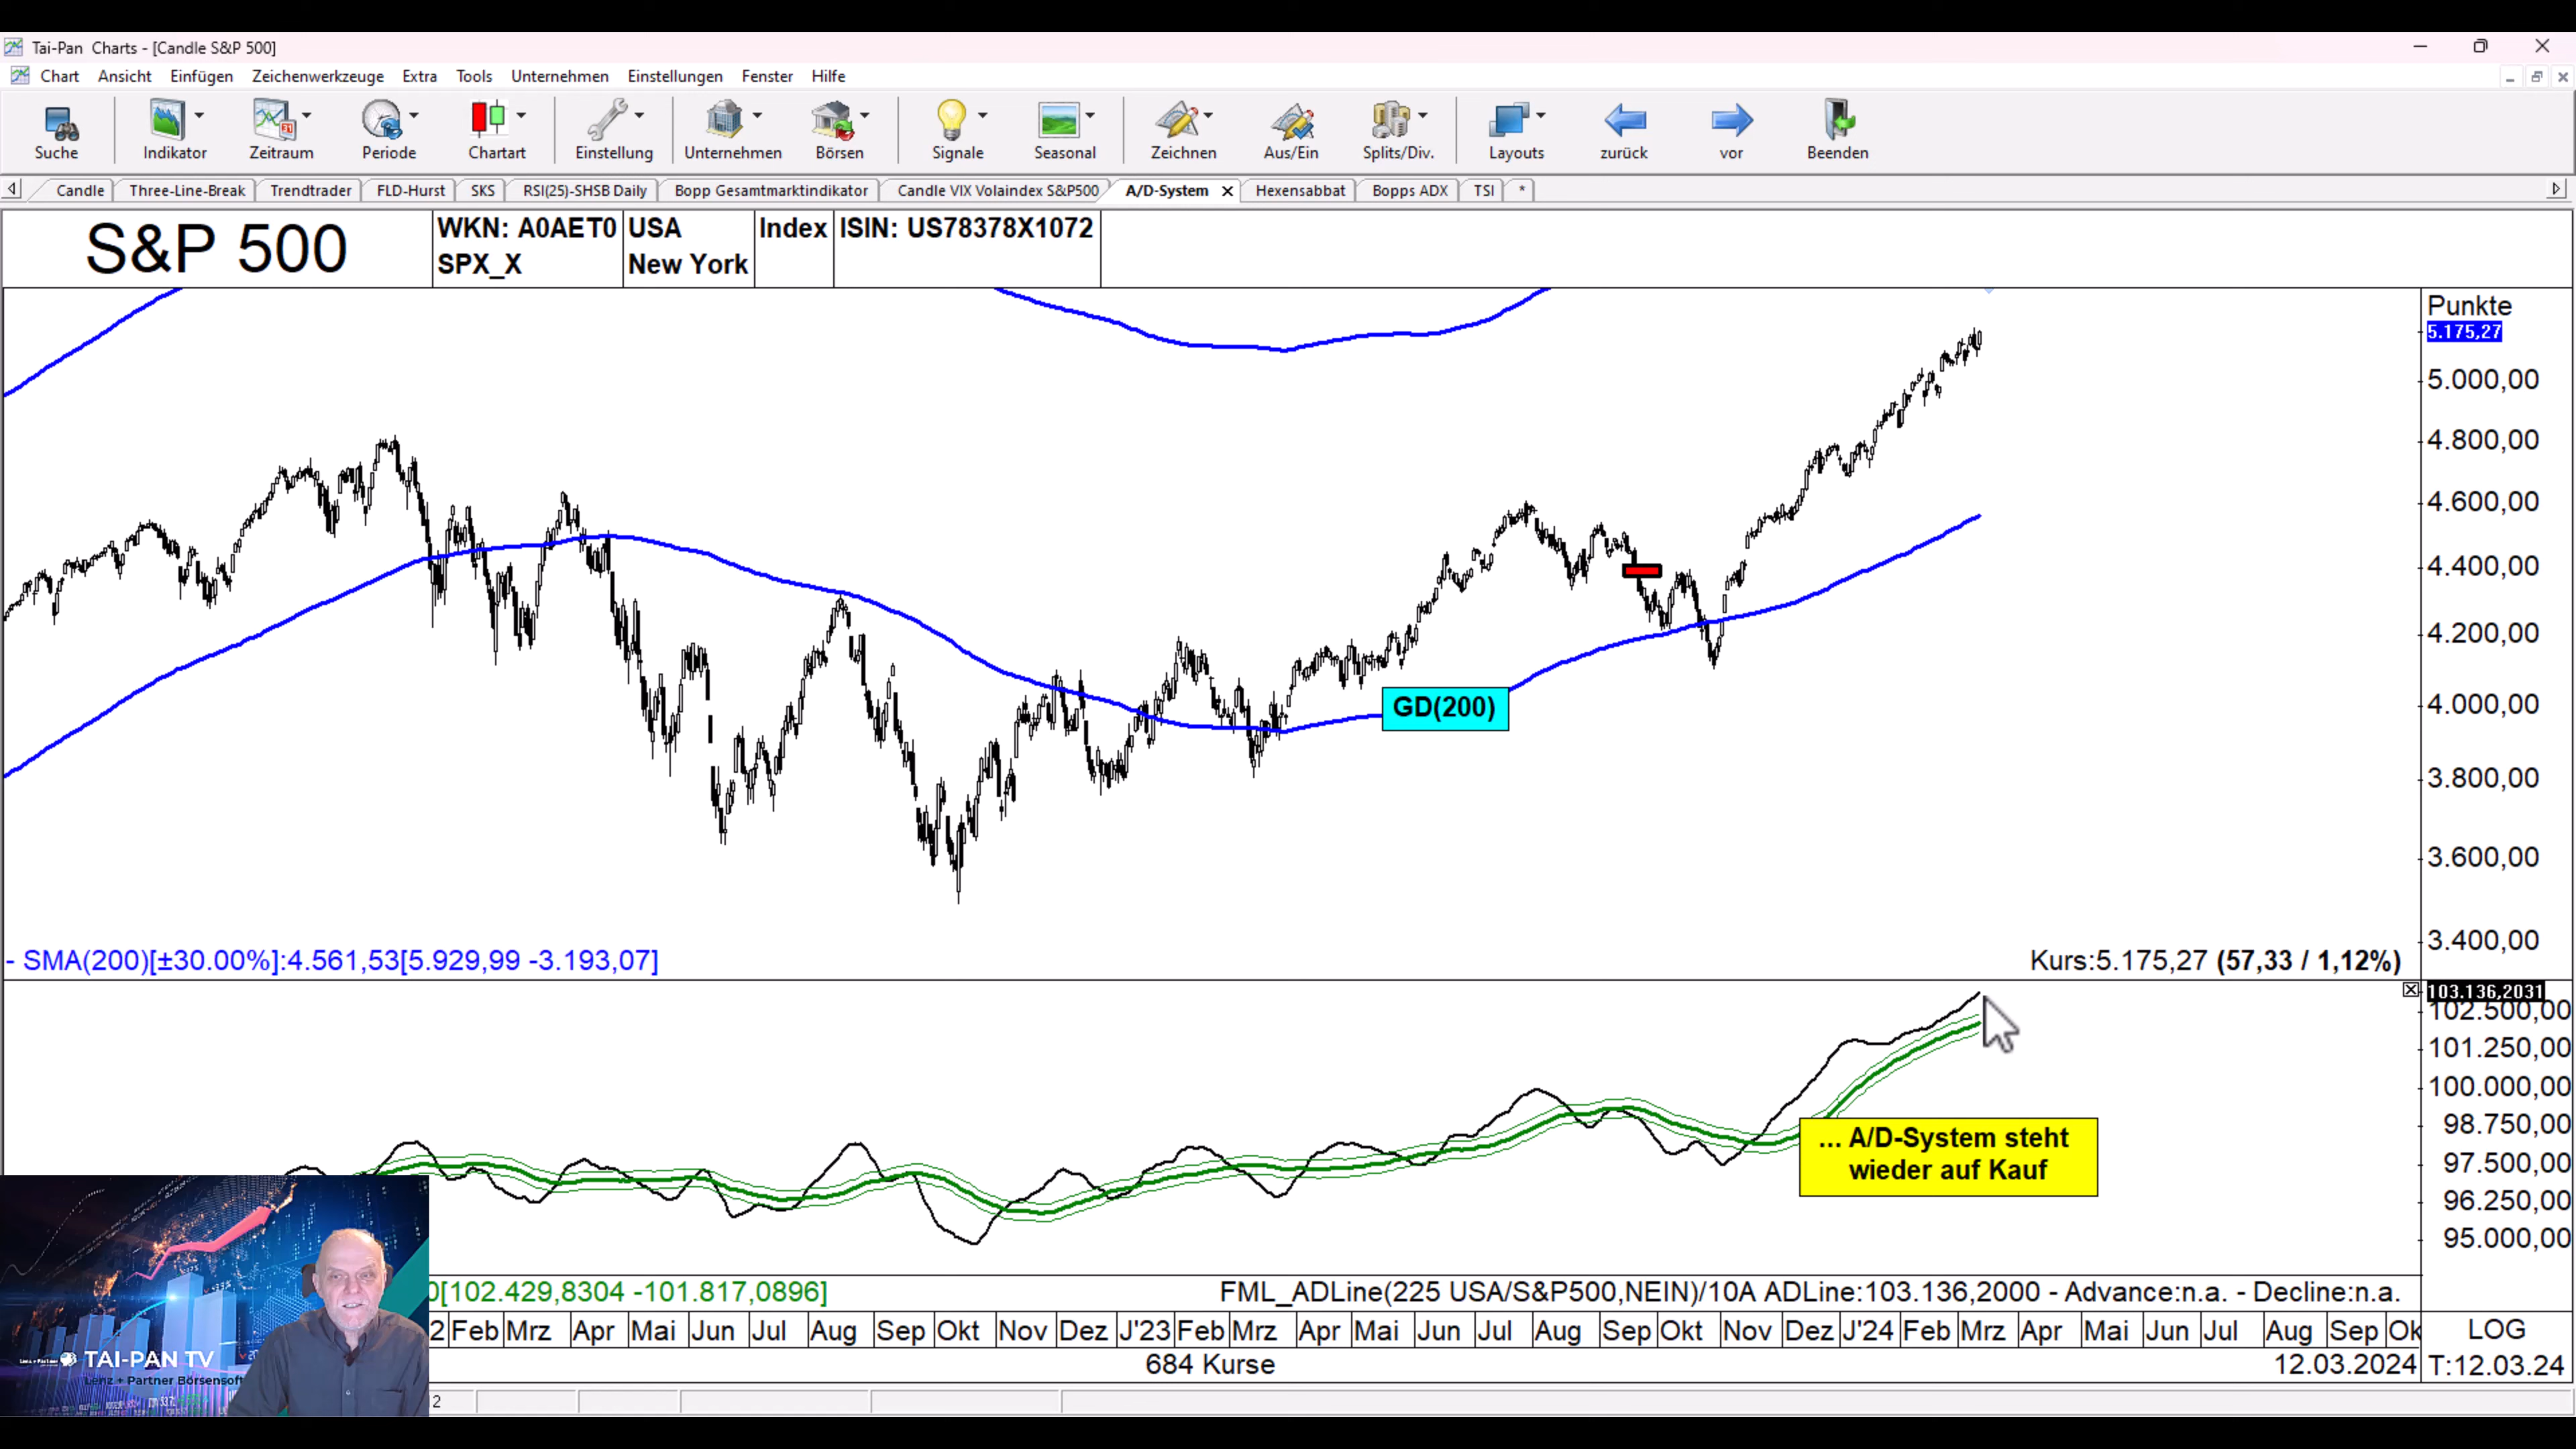 Tai-Pan Charts - [Candle S&P 500]
Chart Ansicht Einfügen Zeichenwerkzeuge Extra Tools Unternehmen Einstellungen Fenster Hilfe
Suche Indikator Zeitraum Periode Chartart Einstellung Unternehmen Börsen Signale Seasonal Zeichnen Aus/Ein Splits/Div. Layouts zurück vor Beenden
Candle Three-Line-Break Trendtrader FLD-Hurst SKS RSI(25)-SHSB Daily Bopp Gesamtmarktindikator Candle VIX Volaindex S&P500 A/D-System Hexensabbat Bopps ADX TSI *
S&P 500
WKN: A0AET0 USA Index ISIN: US78378X1072
SPX_X New York
Punkte
5.175,27
5.000,00
4.800,00
4.600,00
4.400,00
4.200,00
4.000,00
3.800,00
3.600,00
3.400,00
GD(200)
- SMA(200)[±30.00%]:4.561,53[5.929,99 -3.193,07]
Kurs:5.175,27 (57,33 / 1,12%)
103.136,2031
102.500,00
101.250,00
100.000,00
98.750,00
97.500,00
96.250,00
95.000,00
... A/D-System steht
wieder auf Kauf
0[102.429,8304 -101.817,0896]
FML_ADLine(225 USA/S&P500,NEIN)/10A ADLine:103.136,2000 - Advance:n.a. - Decline:n.a.
2 Feb Mrz Apr Mai Jun Jul Aug Sep Okt Nov Dez J'23 Feb Mrz Apr Mai Jun Jul Aug Sep Okt Nov Dez J'24 Feb Mrz Apr Mai Jun Jul Aug Sep Ok
LOG
684 Kurse
12.03.2024
T:12.03.24
TAI-PAN TV
Lenz + Partner Börsensoft
2